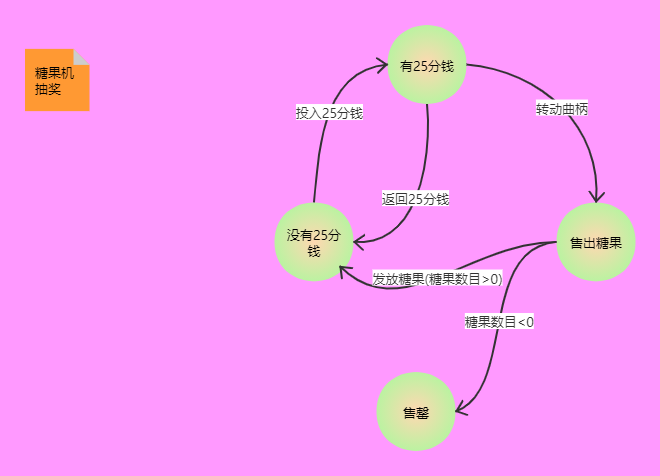 糖果机
抽奖
有25分钱
投入25分钱
转动曲柄
返回25分钱
没有25分
钱
售出糖果
发放糖果(糖果数目>0)
糖果数目<0
售罄